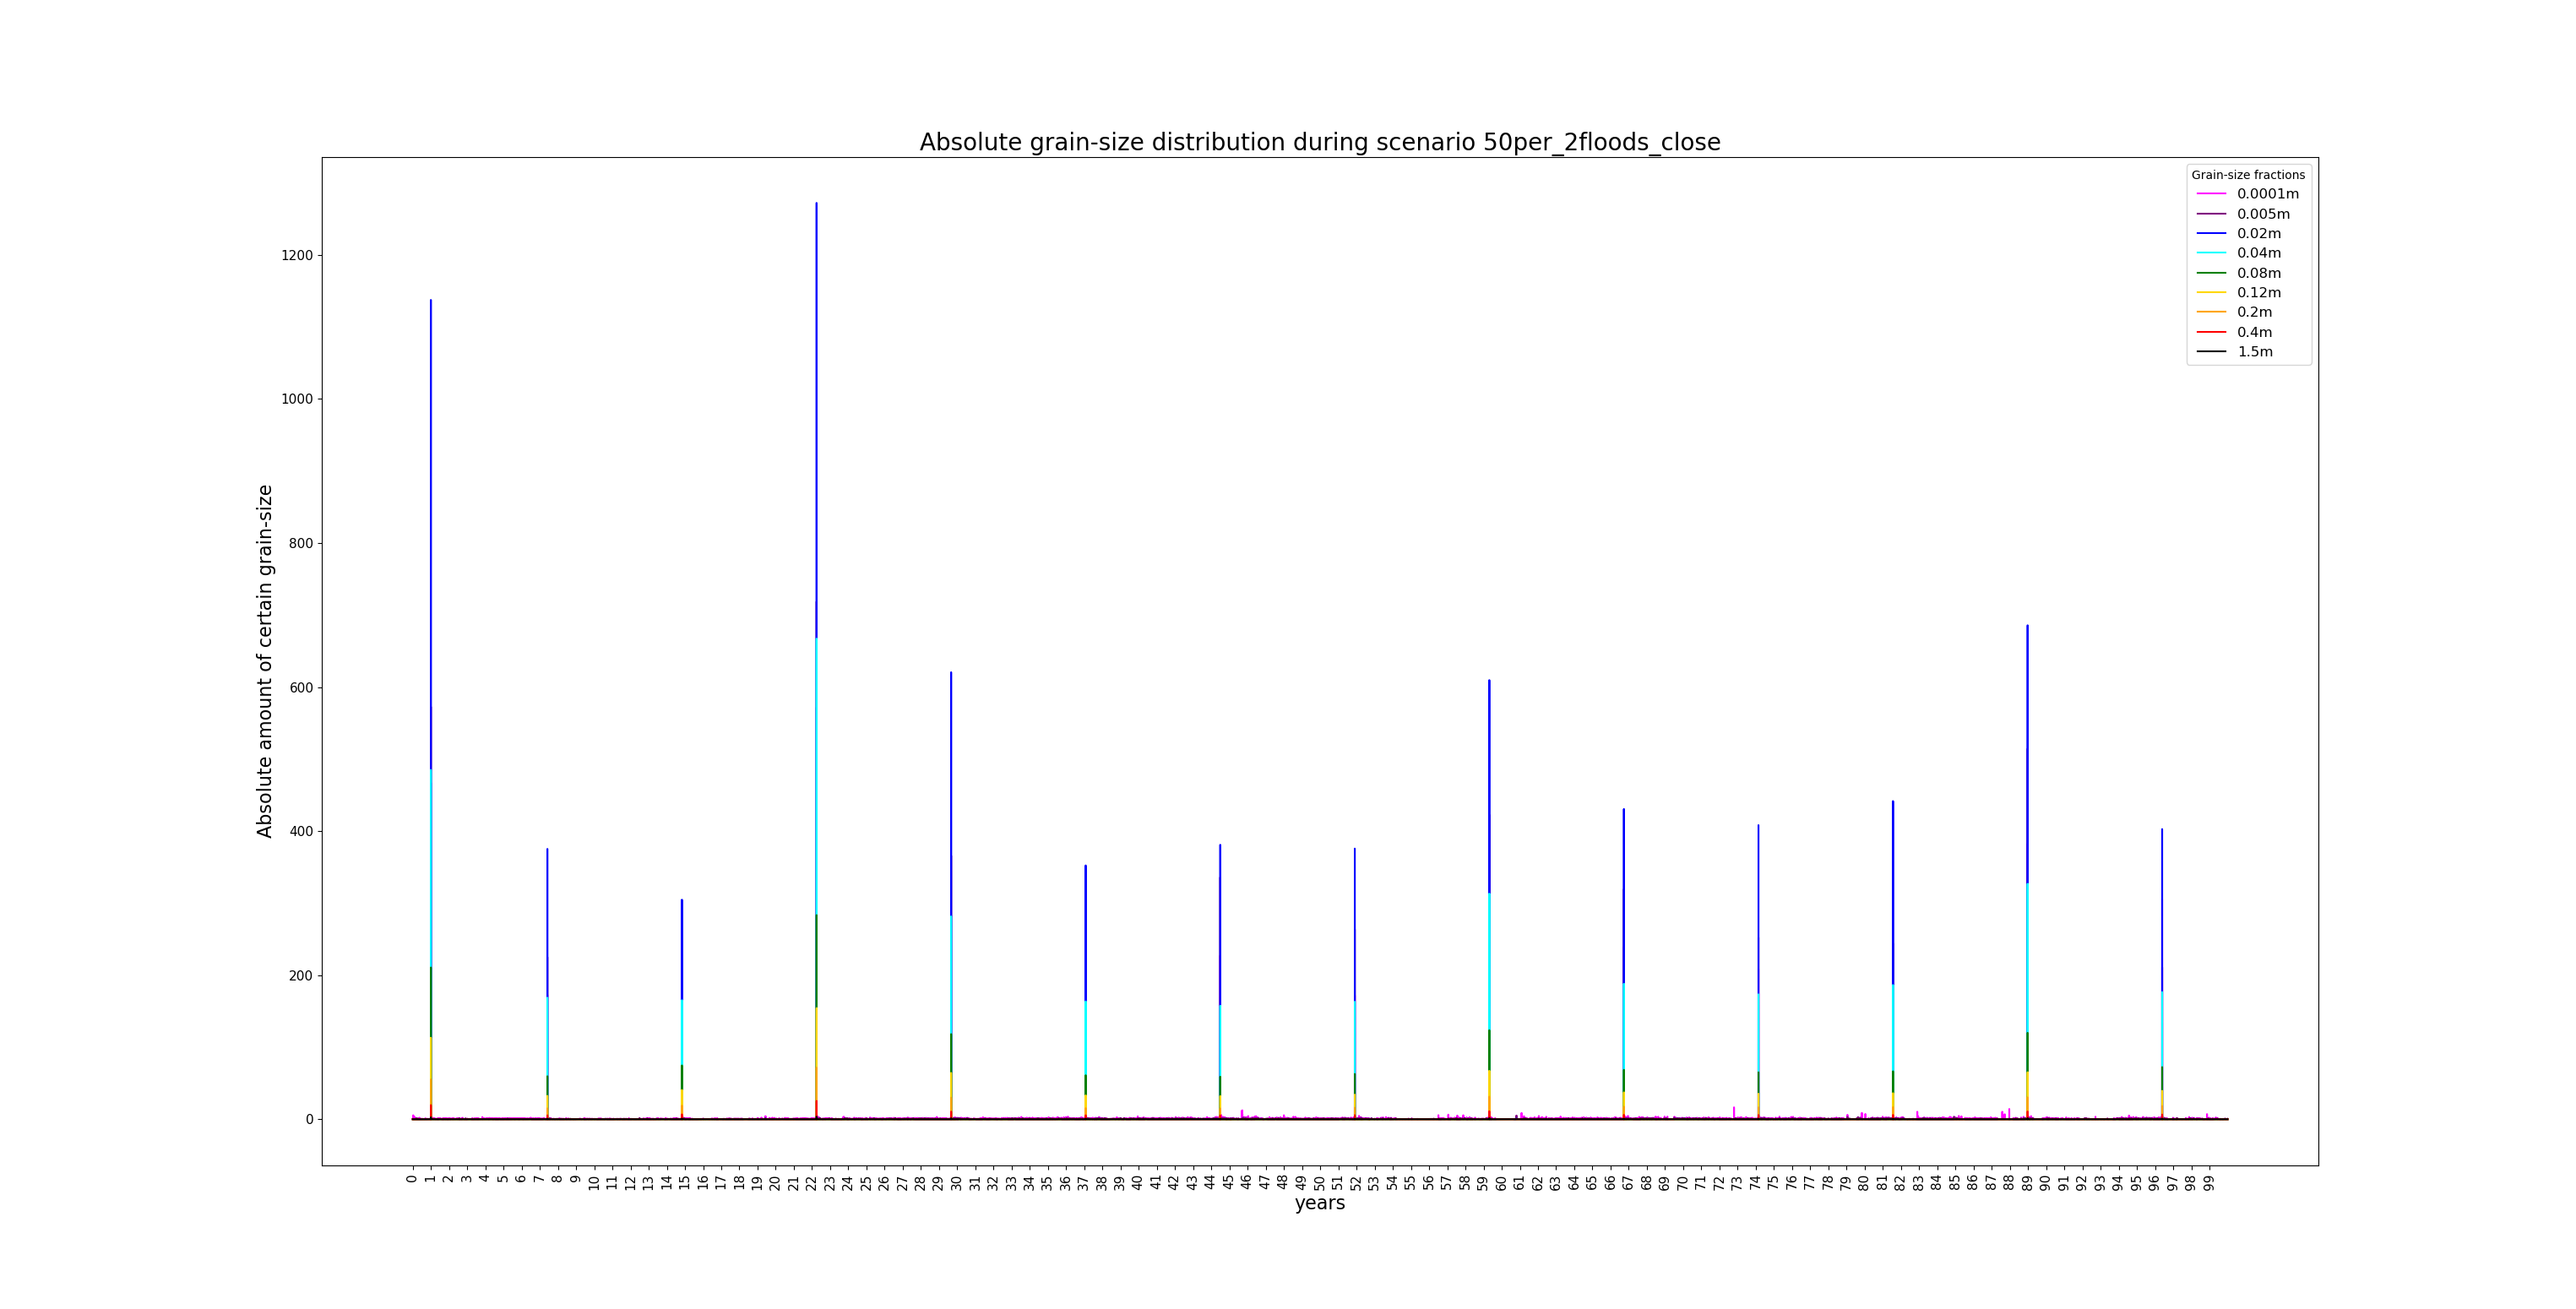 Absolute grain-size distribution during scenario 50per_2floods_close
Grain-size fractions
0.0001m
0.005m
0.02m
0.04m
0.08m
0.12m
0.2m
0.4m
1.5m
Absolute amount of certain grain-size
1200
1000
800
600
400
200
0
0 1 2 3 4 5 6 7 8 9 10 11 12 13 14 15 16 17 18 19 20 21 22 23 24 25 26 27 28 29 30 31 32 33 34 35 36 37 38 39 40 41 42 43 44 45 46 47 48 49 50 51 52 53 54 55 56 57 58 59 60 61 62 63 64 65 66 67 68 69 70 71 72 73 74 75 76 77 78 79 80 81 82 83 84 85 86 87 88 89 90 91 92 93 94 95 96 97 98 99
years